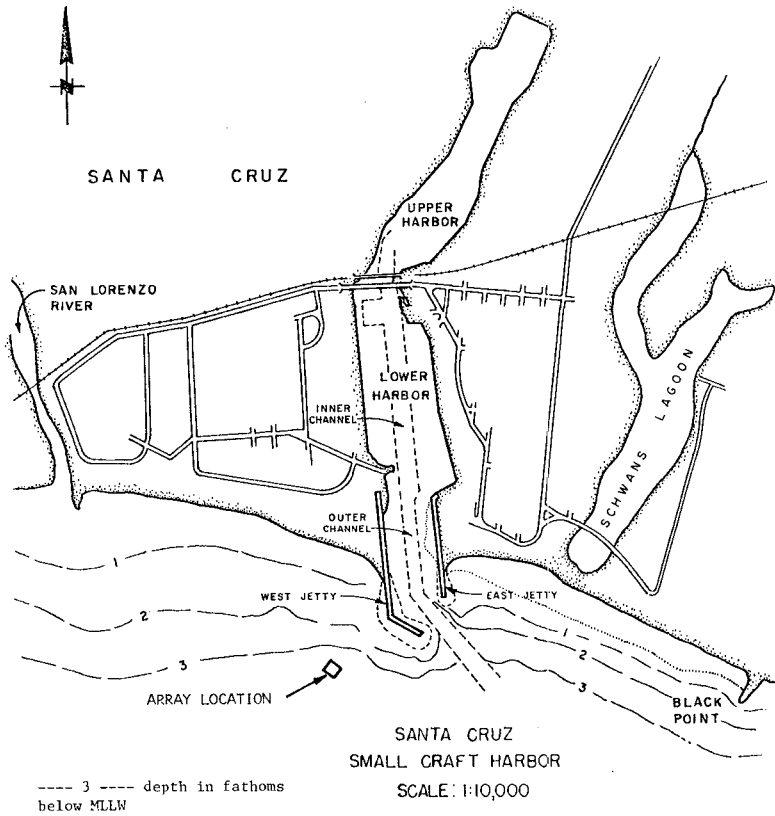 N
SANTA CRUZ
UPPER
HARBOR
SAN LORENZO
RIVER
LOWER
HARBOR
INNER
CHANNEL
SCHWANS LAGOON
OUTER
CHANNEL
1
WEST JETTY
EAST JETTY
2
1
2
3
3
ARRAY LOCATION
BLACK
POINT
SANTA CRUZ
SMALL CRAFT HARBOR
SCALE: 1:10,000
---- 3 ---- depth in fathoms
below MLLW